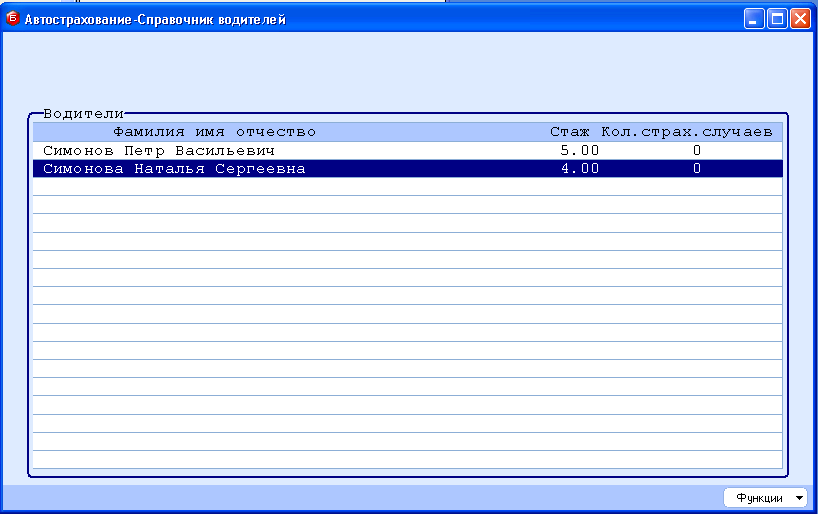 Автострахование-Справочник водителей
Водители
Фамилия имя отчество Стаж Кол.страх.случаев
Симонов Петр Васильевич 5.00 0
Симонова Наталья Сергеевна 4.00 0
Функции